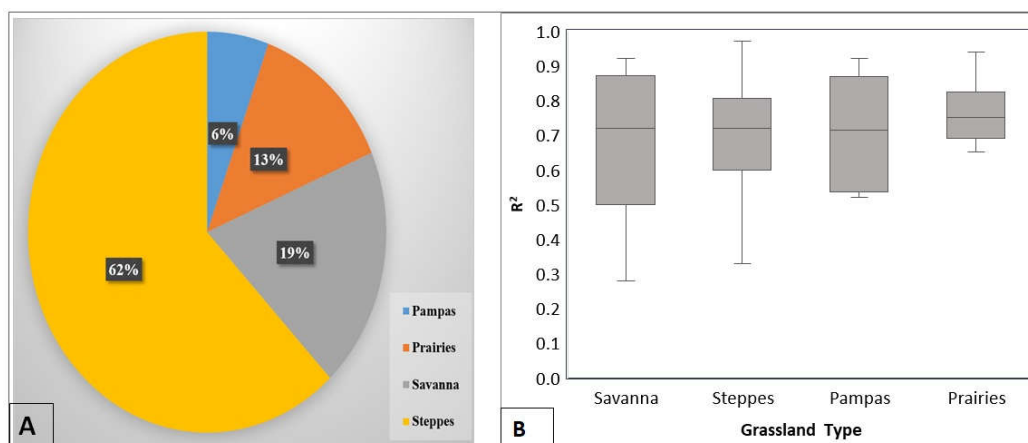 6%
13%
19%
62%
Pampas
Prairies
Savanna
Steppes
A
1.0
0.9
0.8
0.7
0.6
0.5
0.4
0.3
0.2
0.1
0.0
R²
Savanna Steppes Pampas Prairies
Grassland Type
B